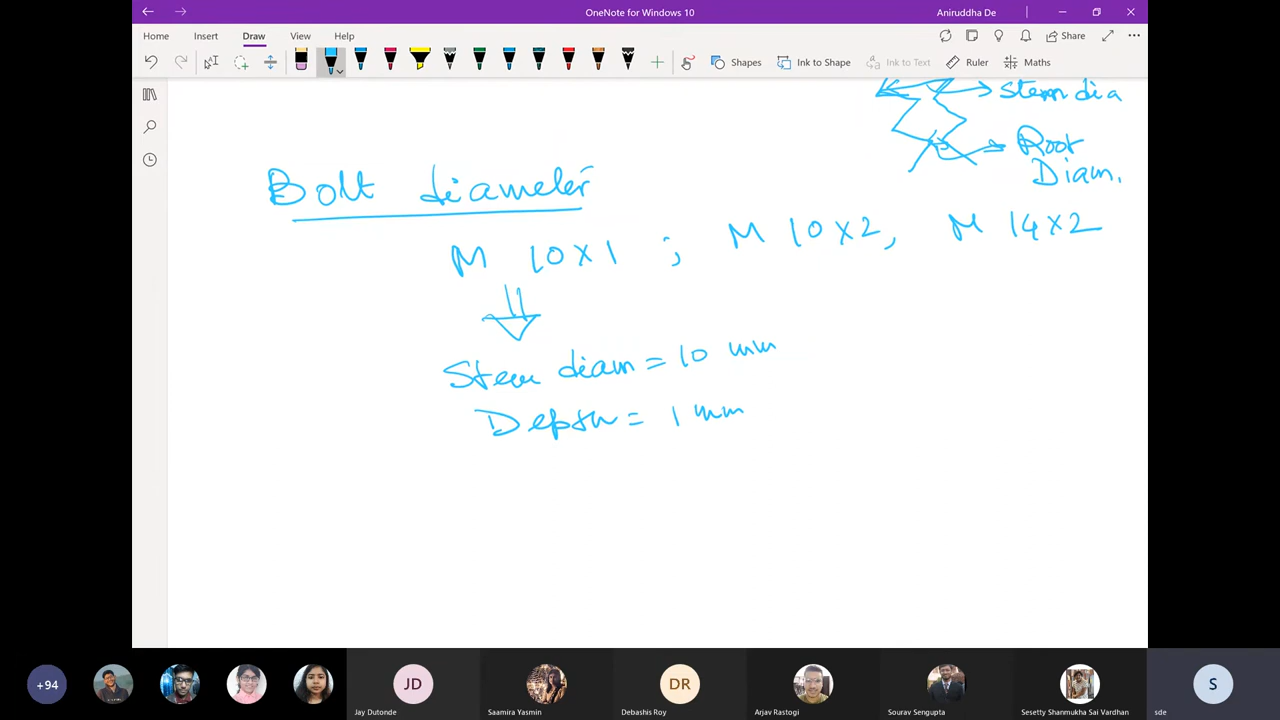 OneNote for Windows 10
Aniruddha De
Home Insert Draw View Help
Share
Shapes Ink to Shape Ink to Text Ruler Maths
Stem dia
Root
Diam.
Bolt diameter
M 10x1 ; M 10x2, M 14x2
Stem diam = 10 mm
Depth = 1 mm
+94
JD
DR
S
Jay Dutonde
Saamira Yasmin
Debashis Roy
Arjav Rastogi
Sourav Sengupta
Sesetty Shanmukha Sai Vardhan
sde